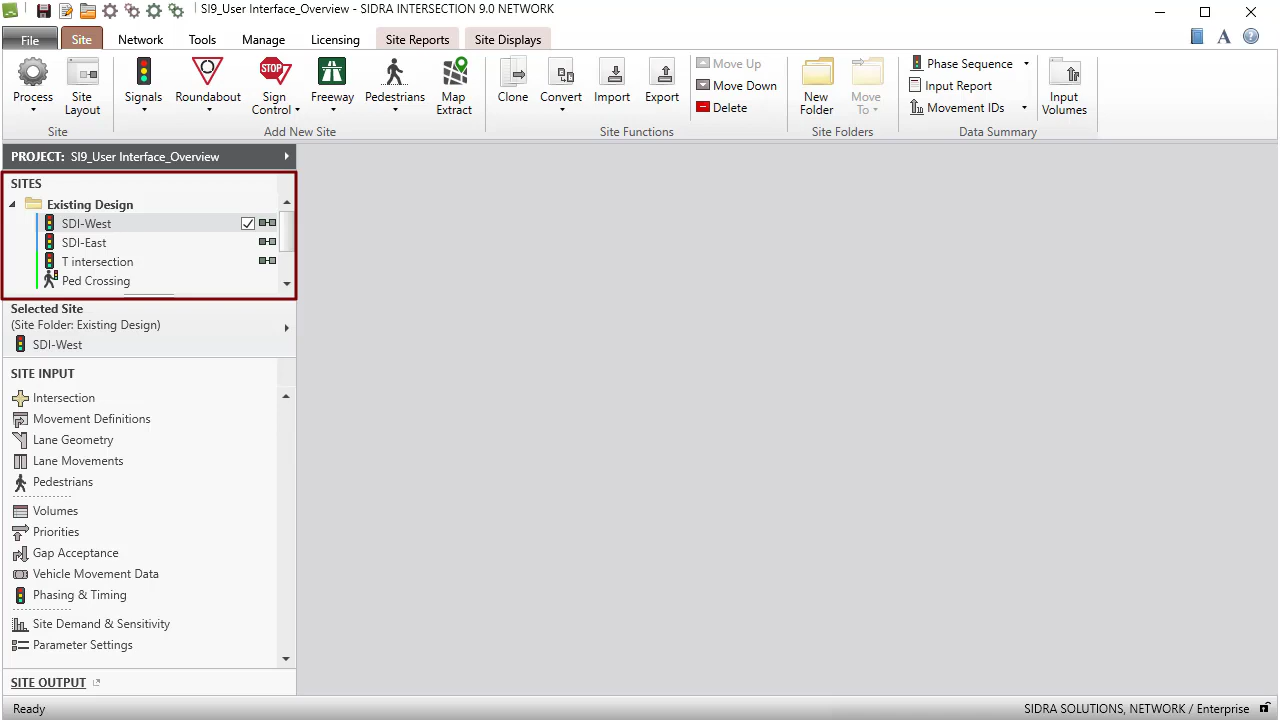 SI9_User Interface_Overview - SIDRA INTERSECTION 9.0 NETWORK
File Site Network Tools Manage Licensing Site Reports Site Displays
Process
Site Layout
Site
Signals
Roundabout
STOP
Sign Control
Freeway
Pedestrians
Map Extract
Add New Site
Clone
Convert
Import
Export
Move Up
Move Down
Delete
Site Functions
New Folder
Move To
Site Folders
Phase Sequence
Input Report
Movement IDs
Input Volumes
Data Summary
PROJECT: SI9_User Interface_Overview
SITES
Existing Design
SDI-West
SDI-East
T intersection
Ped Crossing
Selected Site
(Site Folder: Existing Design)
SDI-West
SITE INPUT
Intersection
Movement Definitions
Lane Geometry
Lane Movements
Pedestrians
Volumes
Priorities
Gap Acceptance
Vehicle Movement Data
Phasing & Timing
Site Demand & Sensitivity
Parameter Settings
SITE OUTPUT
Ready
SIDRA SOLUTIONS, NETWORK / Enterprise